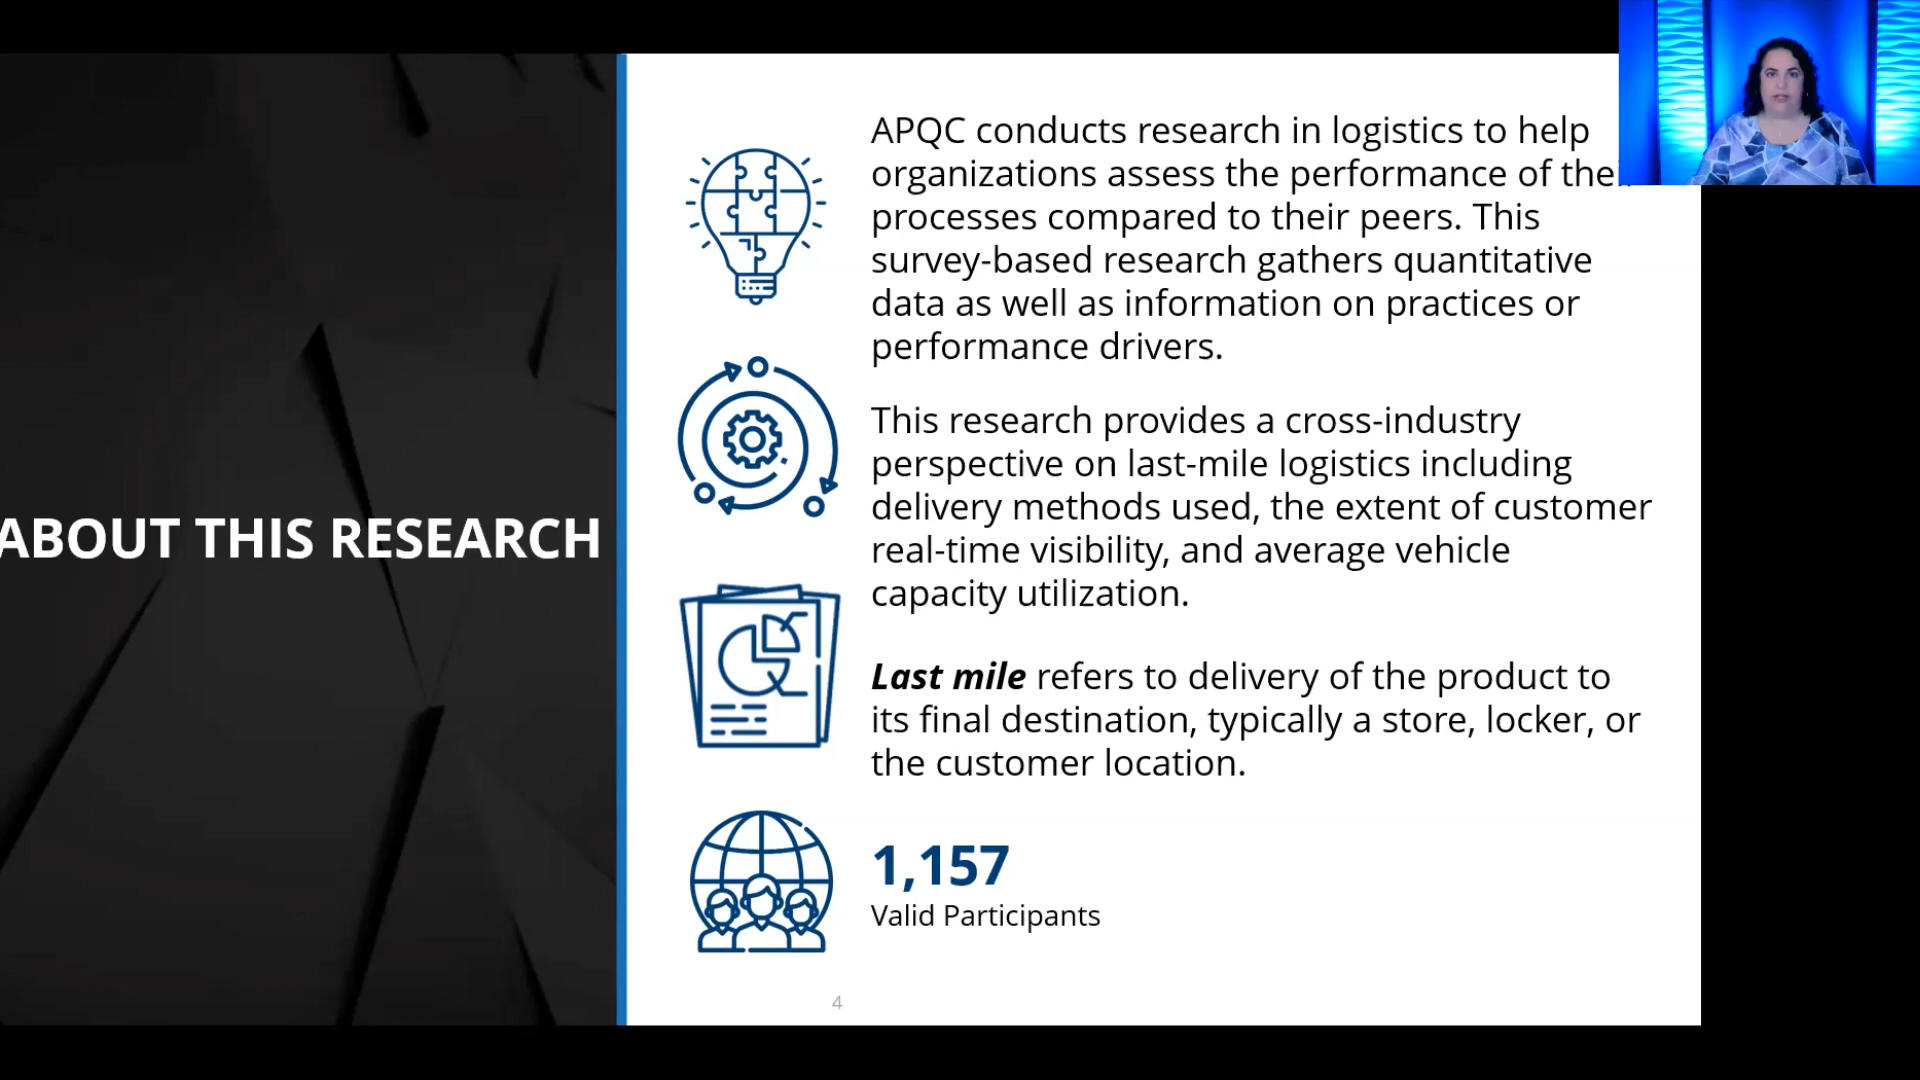 ABOUT THIS RESEARCH
APQC conducts research in logistics to help
organizations assess the performance of their
processes compared to their peers. This
survey-based research gathers quantitative
data as well as information on practices or
performance drivers.
This research provides a cross-industry
perspective on last-mile logistics including
delivery methods used, the extent of customer
real-time visibility, and average vehicle
capacity utilization.
Last mile refers to delivery of the product to
its final destination, typically a store, locker, or
the customer location.
1,157
Valid Participants
4